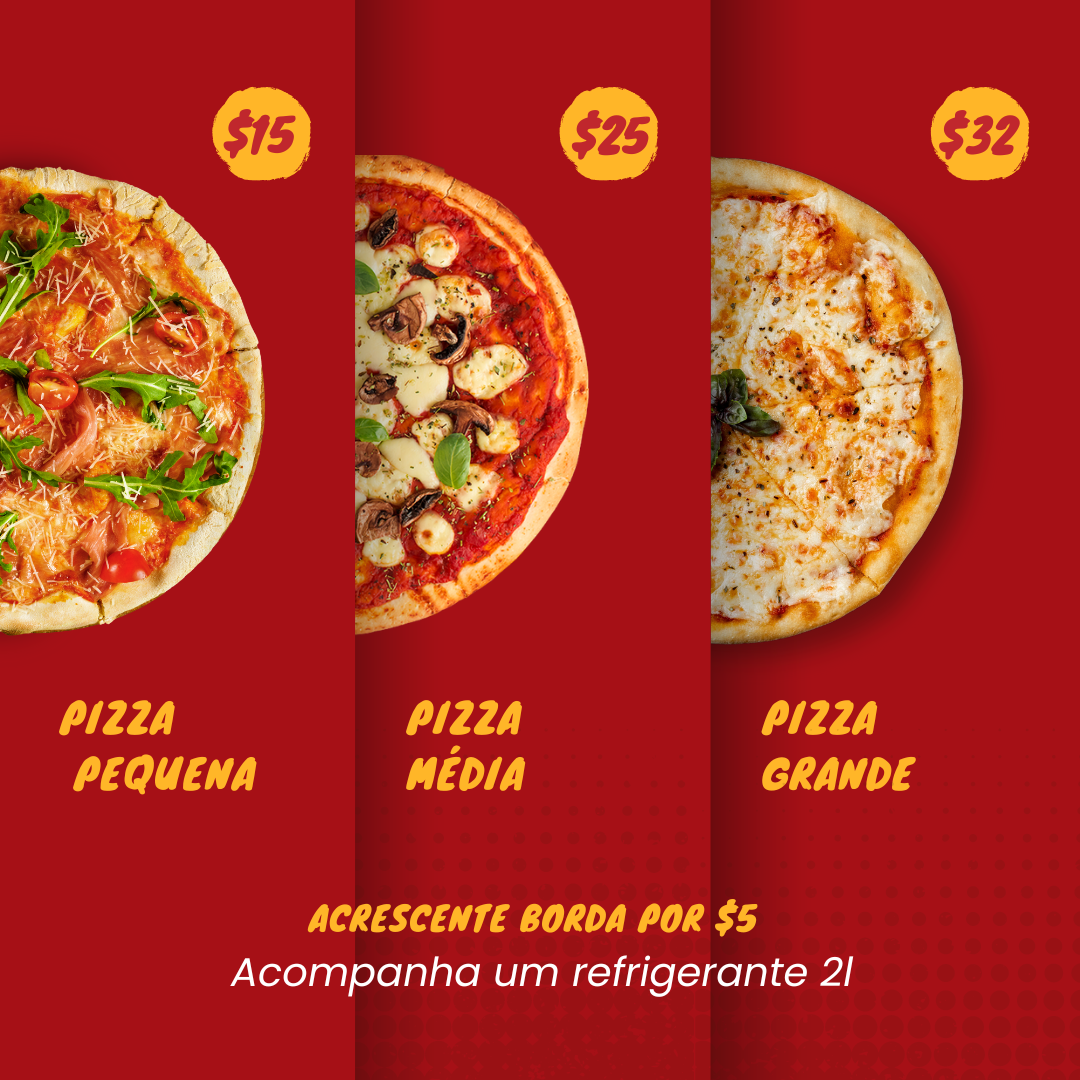 $15
$25
$32
PIZZA
PEQUENA
PIZZA
MÉDIA
PIZZA
GRANDE
ACRESCENTE BORDA POR $5
Acompanha um refrigerante 2l